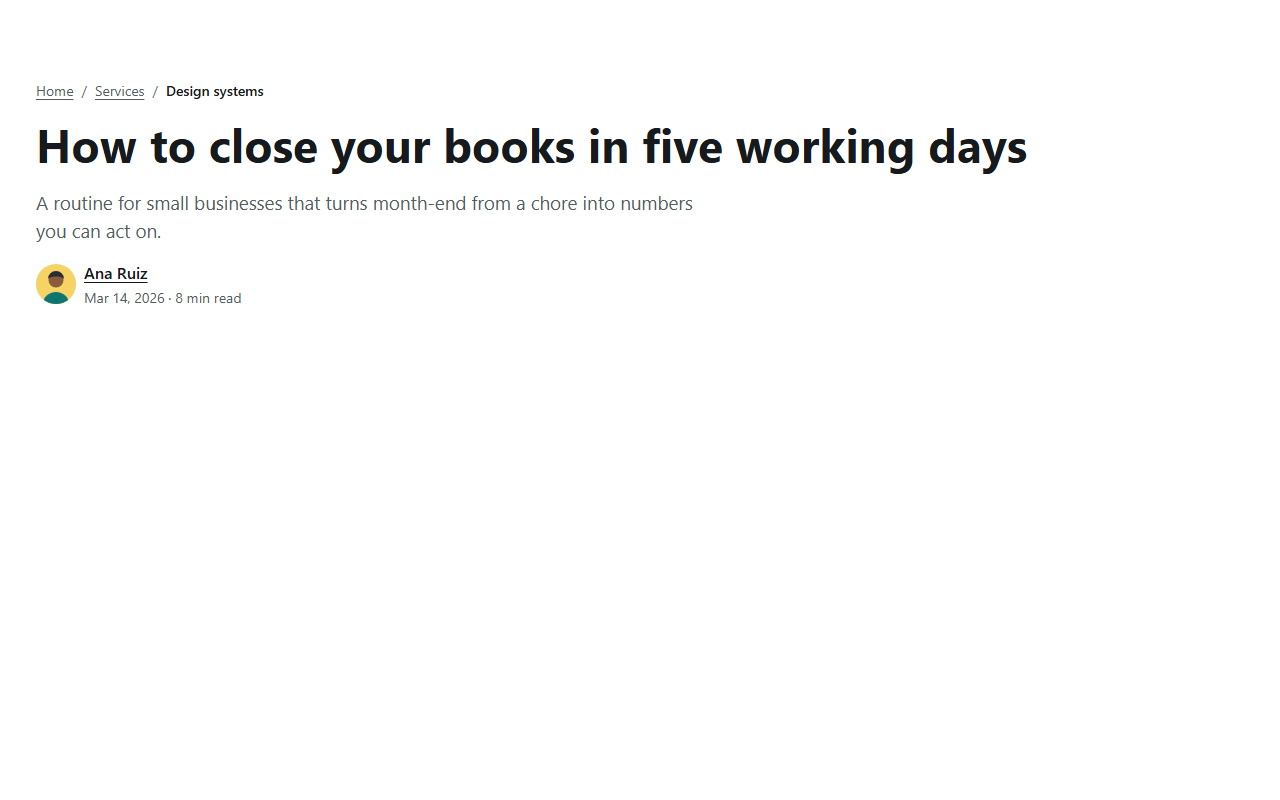 Home / Services / Design systems
How to close your books in five working days
A routine for small businesses that turns month-end from a chore into numbers
you can act on.
Ana Ruiz
Mar 14, 2026 · 8 min read